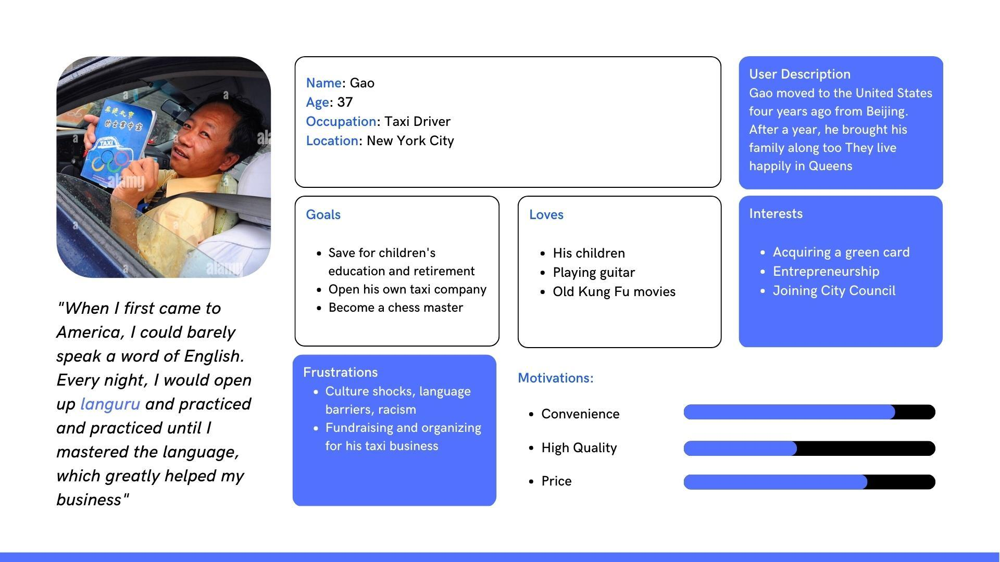 奥运北京
的士掌中宝
TAXI
alamy
alamy
a
a
a
a
ala
a
a
a
a
"When I first came to
America, I could barely
speak a word of English.
Every night, I would open
up languru and practiced
and practiced until I
mastered the language,
which greatly helped my
business"
Name: Gao
Age: 37
Occupation: Taxi Driver
Location: New York City
User Description
Gao moved to the United States
four years ago from Beijing.
After a year, he brought his
family along too They live
happily in Queens
Goals
• Save for children's
education and retirement
• Open his own taxi company
• Become a chess master
Loves
• His children
• Playing guitar
• Old Kung Fu movies
Interests
• Acquiring a green card
• Entrepreneurship
• Joining City Council
Frustrations
• Culture shocks, language
barriers, racism
• Fundraising and organizing
for his taxi business
Motivations:
• Convenience
• High Quality
• Price